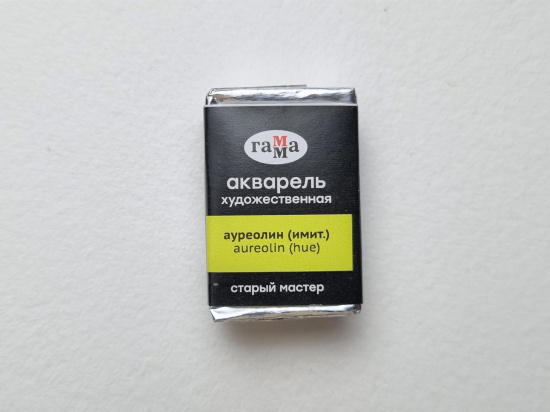 гамма
акварель
художественная
ауреолин (имит.)
aureolin (hue)
старый мастер